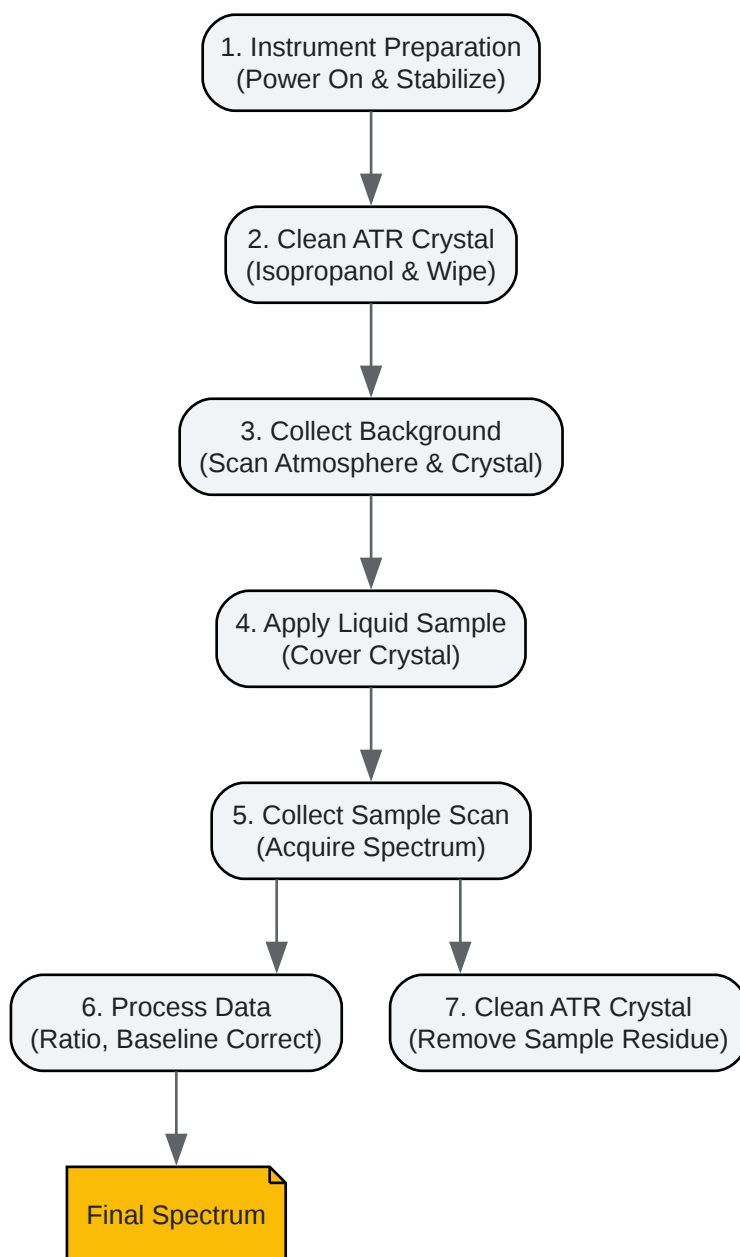 1. Instrument Preparation
(Power On & Stabilize)
2. Clean ATR Crystal
(Isopropanol & Wipe)
3. Collect Background
(Scan Atmosphere & Crystal)
4. Apply Liquid Sample
(Cover Crystal)
5. Collect Sample Scan
(Acquire Spectrum)
6. Process Data
(Ratio, Baseline Correct)
7. Clean ATR Crystal
(Remove Sample Residue)
Final Spectrum